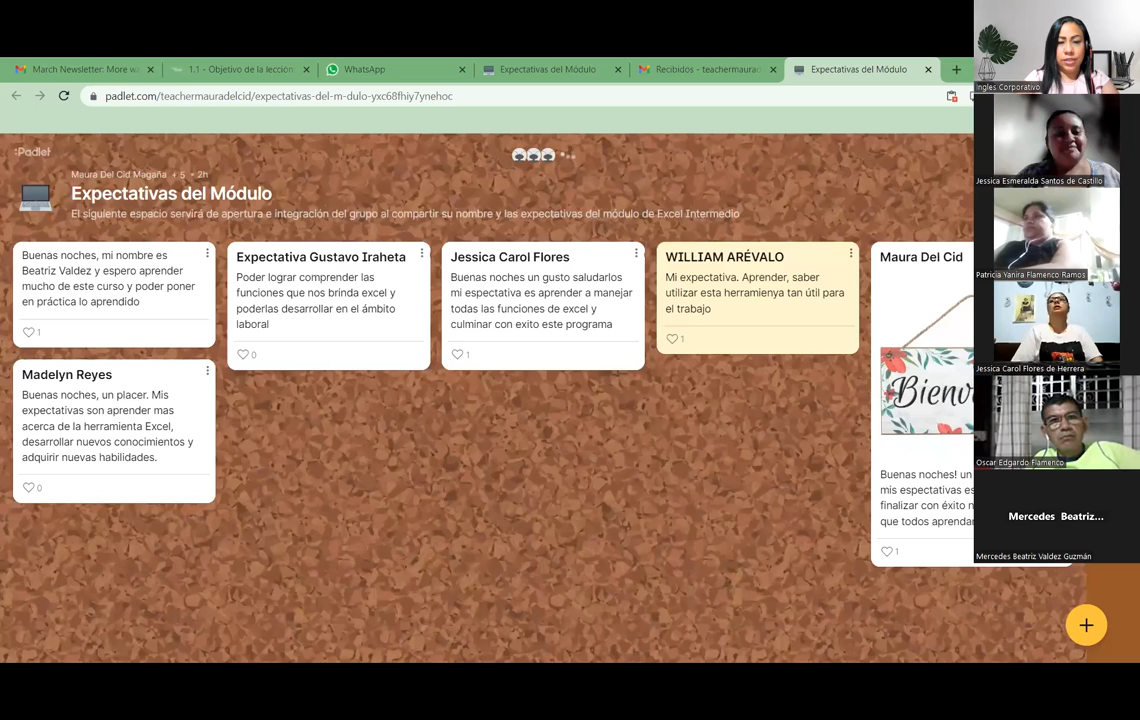 March Newsletter: More wa
1.1 - Objetivo de la lección
WhatsApp
Expectativas del Módulo
Recibidos - teachermaurad
Expectativas del Módulo
padlet.com/teachermauradelcid/expectativas-del-m-dulo-yxc68fhiy7ynehoc
:Padlet
Maura Del Cid Magaña +5 • 2h
Expectativas del Módulo
El siguiente espacio servirá de apertura e integración del grupo al compartir su nombre y las expectativas del módulo de Excel Intermedio
Buenas noches, mi nombre es
Beatriz Valdez y espero aprender
mucho de este curso y poder poner
en práctica lo aprendido
1
Madelyn Reyes
Buenas noches, un placer. Mis
expectativas son aprender mas
acerca de la herramienta Excel,
desarrollar nuevos conocimientos y
adquirir nuevas habilidades.
0
Expectativa Gustavo Iraheta
Poder lograr comprender las
funciones que nos brinda excel y
poderlas desarrollar en el ámbito
laboral
0
Jessica Carol Flores
Buenas noches un gusto saludarlos
mi espectativa es aprender a manejar
todas las funciones de excel y
culminar con exito este programa
1
WILLIAM ARÉVALO
Mi expectativa. Aprender, saber
utilizar esta herramienya tan útil para
el trabajo
1
Maura Del Cid
Bienv
Buenas noches! un
mis espectativas es
finalizar con éxito n
que todos aprendan
1
Ingles Corporativo
Jessica Esmeralda Santos de Castillo
Patricia Yanira Flamenco Ramos
Jessica Carol Flores de Herrera
Oscar Edgardo Flamenco
Mercedes Beatriz...
Mercedes Beatriz Valdez Guzmán